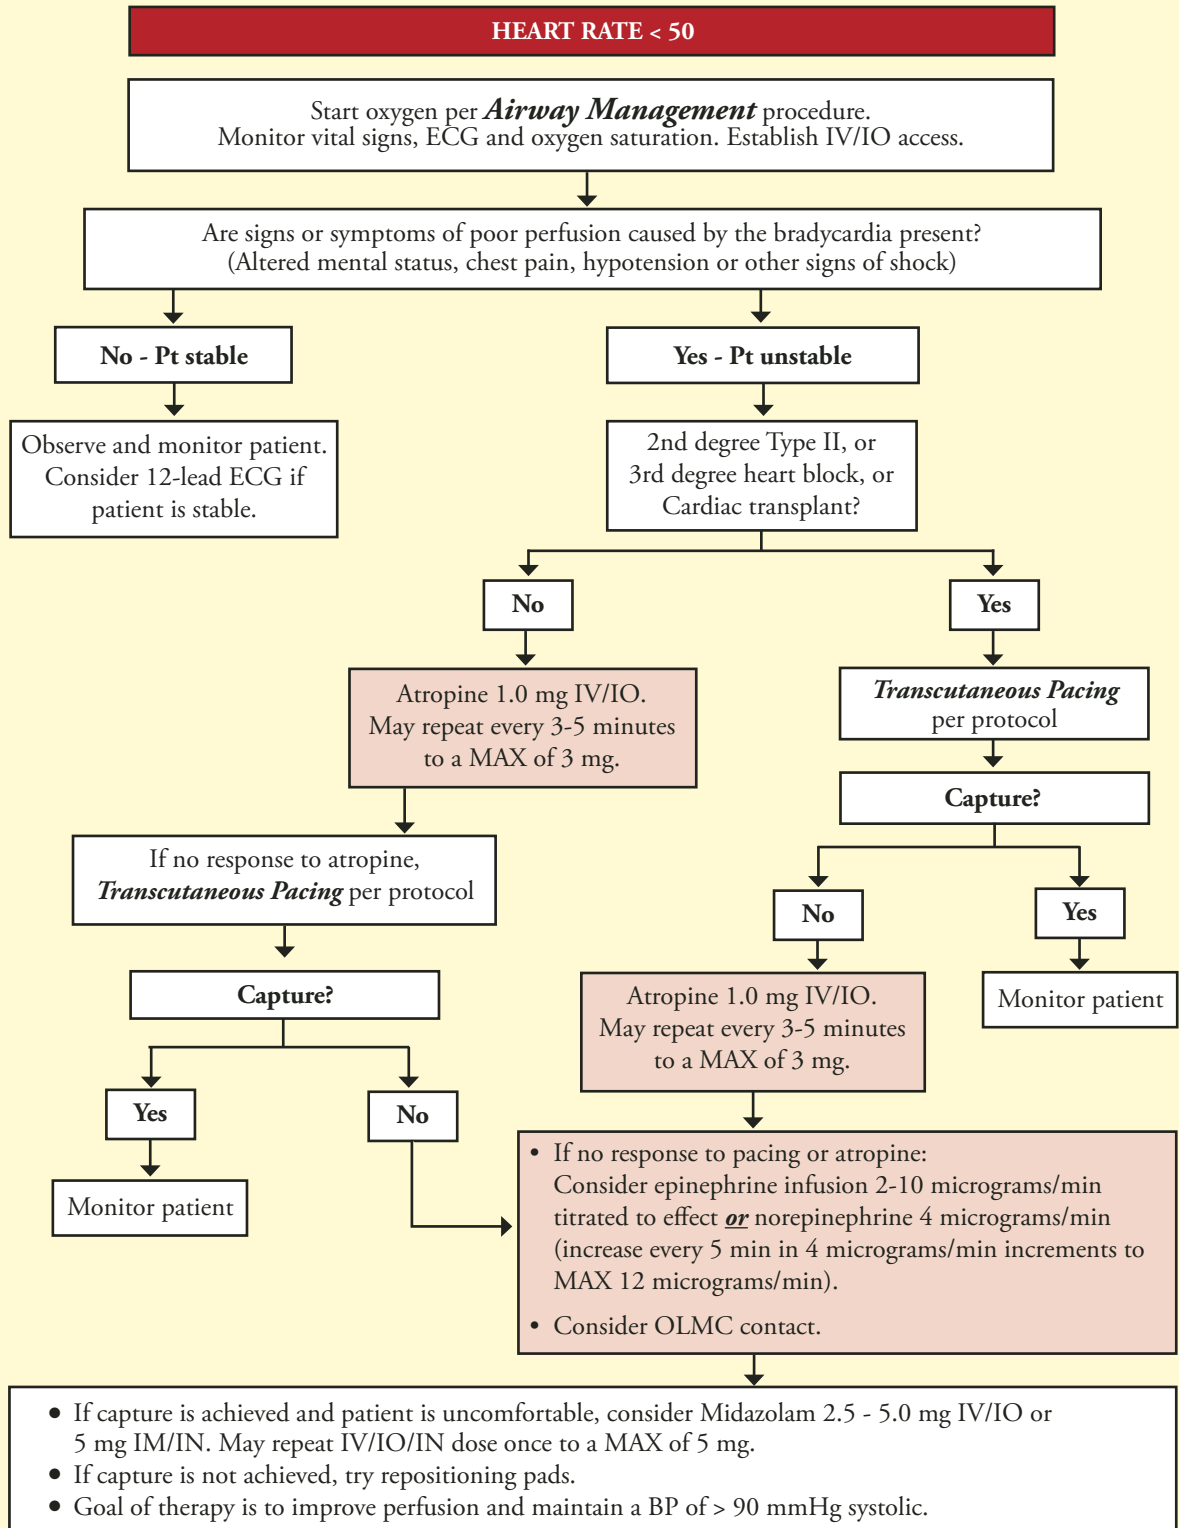 HEART RATE < 50
Start oxygen per Airway Management procedure.
Monitor vital signs, ECG and oxygen saturation. Establish IV/IO access.
Are signs or symptoms of poor perfusion caused by the bradycardia present?
(Altered mental status, chest pain, hypotension or other signs of shock)
No - Pt stable
Yes - Pt unstable
Observe and monitor patient.
Consider 12-lead ECG if
patient is stable.
2nd degree Type II, or
3rd degree heart block, or
Cardiac transplant?
No
Yes
Atropine 1.0 mg IV/IO.
May repeat every 3-5 minutes
to a MAX of 3 mg.
Transcutaneous Pacing
per protocol
Capture?
If no response to atropine,
Transcutaneous Pacing per protocol
No
Yes
Capture?
Atropine 1.0 mg IV/IO.
May repeat every 3-5 minutes
to a MAX of 3 mg.
Monitor patient
Yes
No
Monitor patient
• If no response to pacing or atropine:
Consider epinephrine infusion 2-10 micrograms/min
titrated to effect or norepinephrine 4 micrograms/min
(increase every 5 min in 4 micrograms/min increments to
MAX 12 micrograms/min).
• Consider OLMC contact.
• If capture is achieved and patient is uncomfortable, consider Midazolam 2.5 - 5.0 mg IV/IO or
5 mg IM/IN. May repeat IV/IO/IN dose once to a MAX of 5 mg.
• If capture is not achieved, try repositioning pads.
• Goal of therapy is to improve perfusion and maintain a BP of > 90 mmHg systolic.